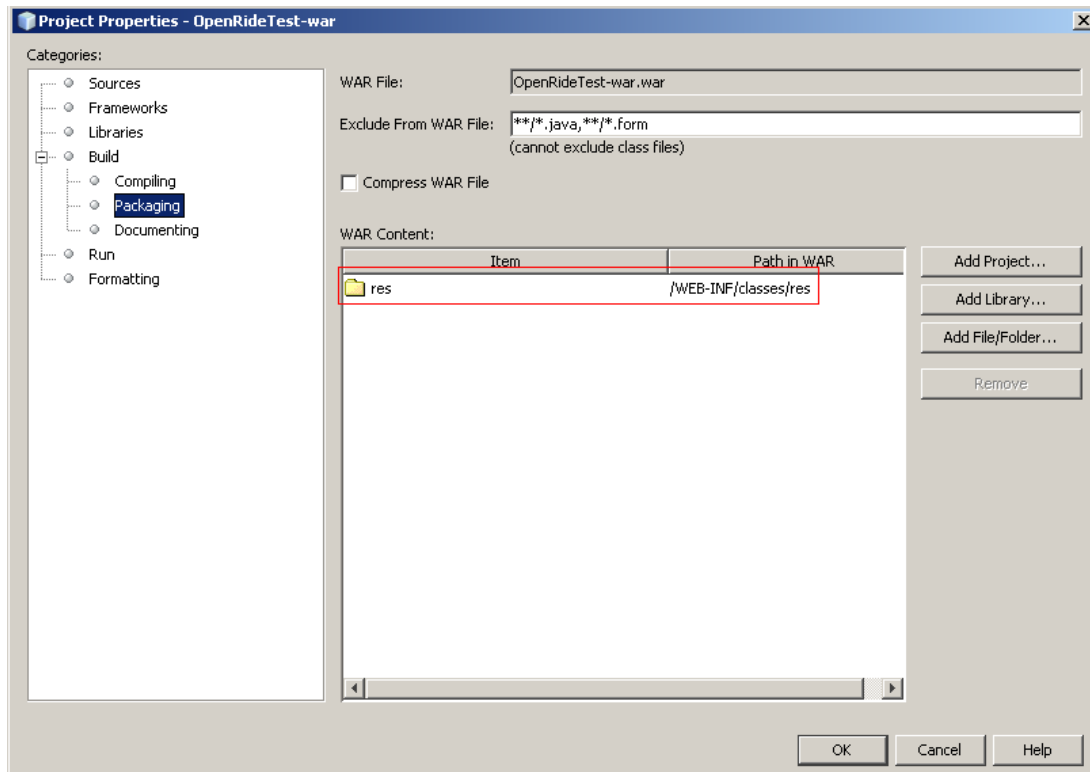 Project Properties - OpenRideTest-war
Categories:
Sources
Frameworks
Libraries
Build
Compiling
Packaging
Documenting
Run
Formatting
WAR File: OpenRideTest-war.war
Exclude From WAR File: **/*.java,**/*.form
(cannot exclude class files)
Compress WAR File
WAR Content:
Item Path in WAR
res /WEB-INF/classes/res
Add Project...
Add Library...
Add File/Folder...
Remove
OK Cancel Help